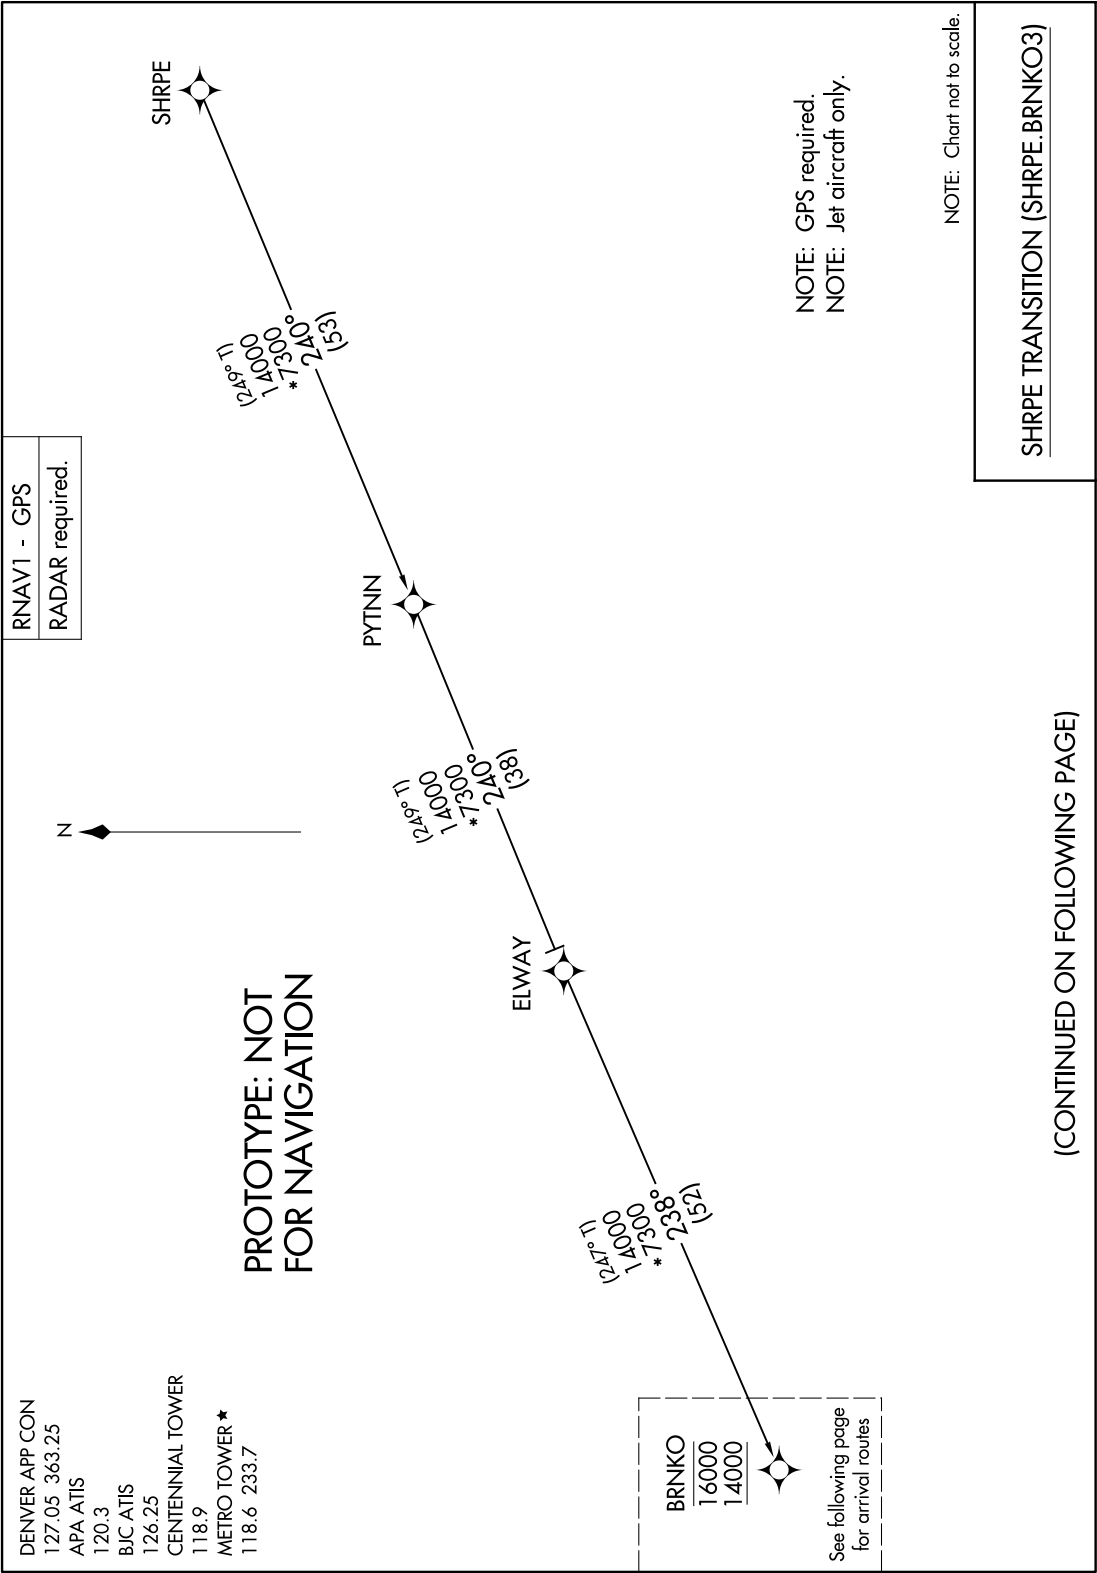 DENVER APP CON
127.05 363.25
APA ATIS
120.3
BJC ATIS
126.25
CENTENNIAL TOWER
118.9
METRO TOWER ★
118.6 233.7
RNAV1 - GPS
RADAR required.
N
PROTOTYPE: NOT
FOR NAVIGATION
SHRPE
(249° T)
14000
*7300
240°
(53)
PYTNN
(249° T)
14000
*7300
240°
(38)
ELWAY
(247° T)
14000
*7300
238°
(52)
BRNKO
16000
14000
See following page
for arrival routes
NOTE: GPS required.
NOTE: Jet aircraft only.
NOTE: Chart not to scale.
SHRPE TRANSITION (SHRPE.BRNKO3)
(CONTINUED ON FOLLOWING PAGE)